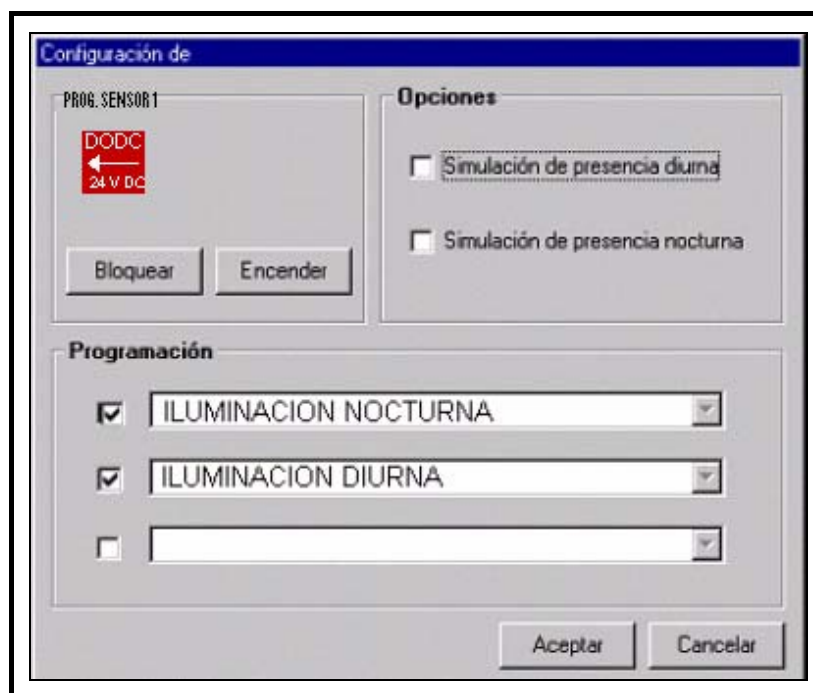 Configuración de
PROG. SENSOR 1
DODC
24 V DC
Bloquear
Encender
Opciones
Simulación de presencia diurna
Simulación de presencia nocturna
Programación
ILUMINACION NOCTURNA
ILUMINACION DIURNA
Aceptar
Cancelar